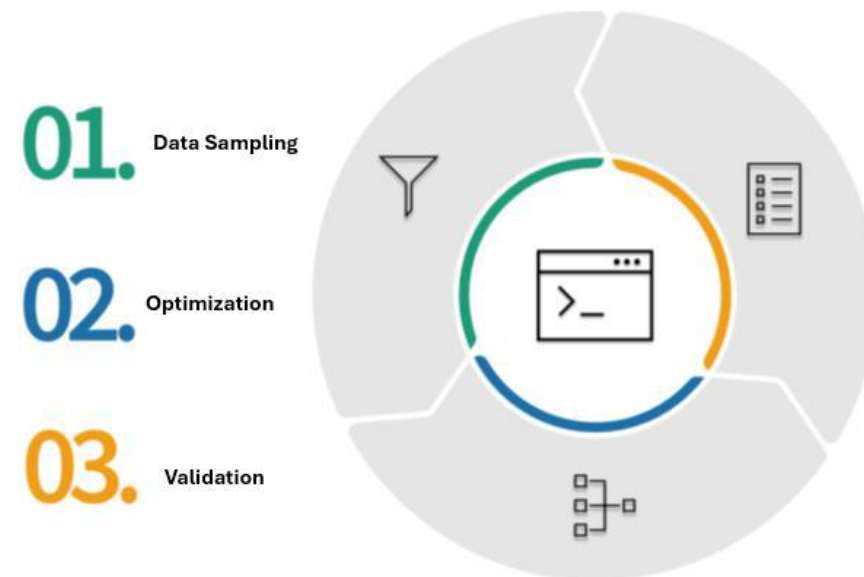 01. Data Sampling
02. Optimization
03. Validation
>_